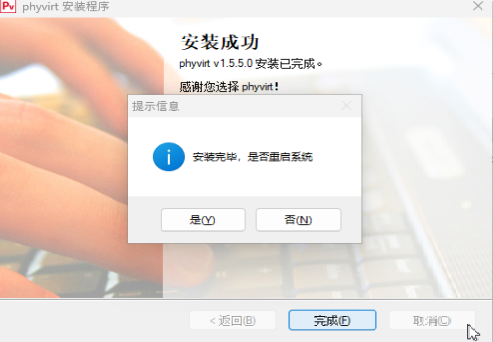 Pv phyvirt 安装程序
安装成功
phyvirt v1.5.5.0 安装已完成。
感谢您选择 phyvirt!
提示信息
i 安装完毕，是否重启系统
是(Y) 否(N)
< 返回(B) 完成(F) 取消(C)